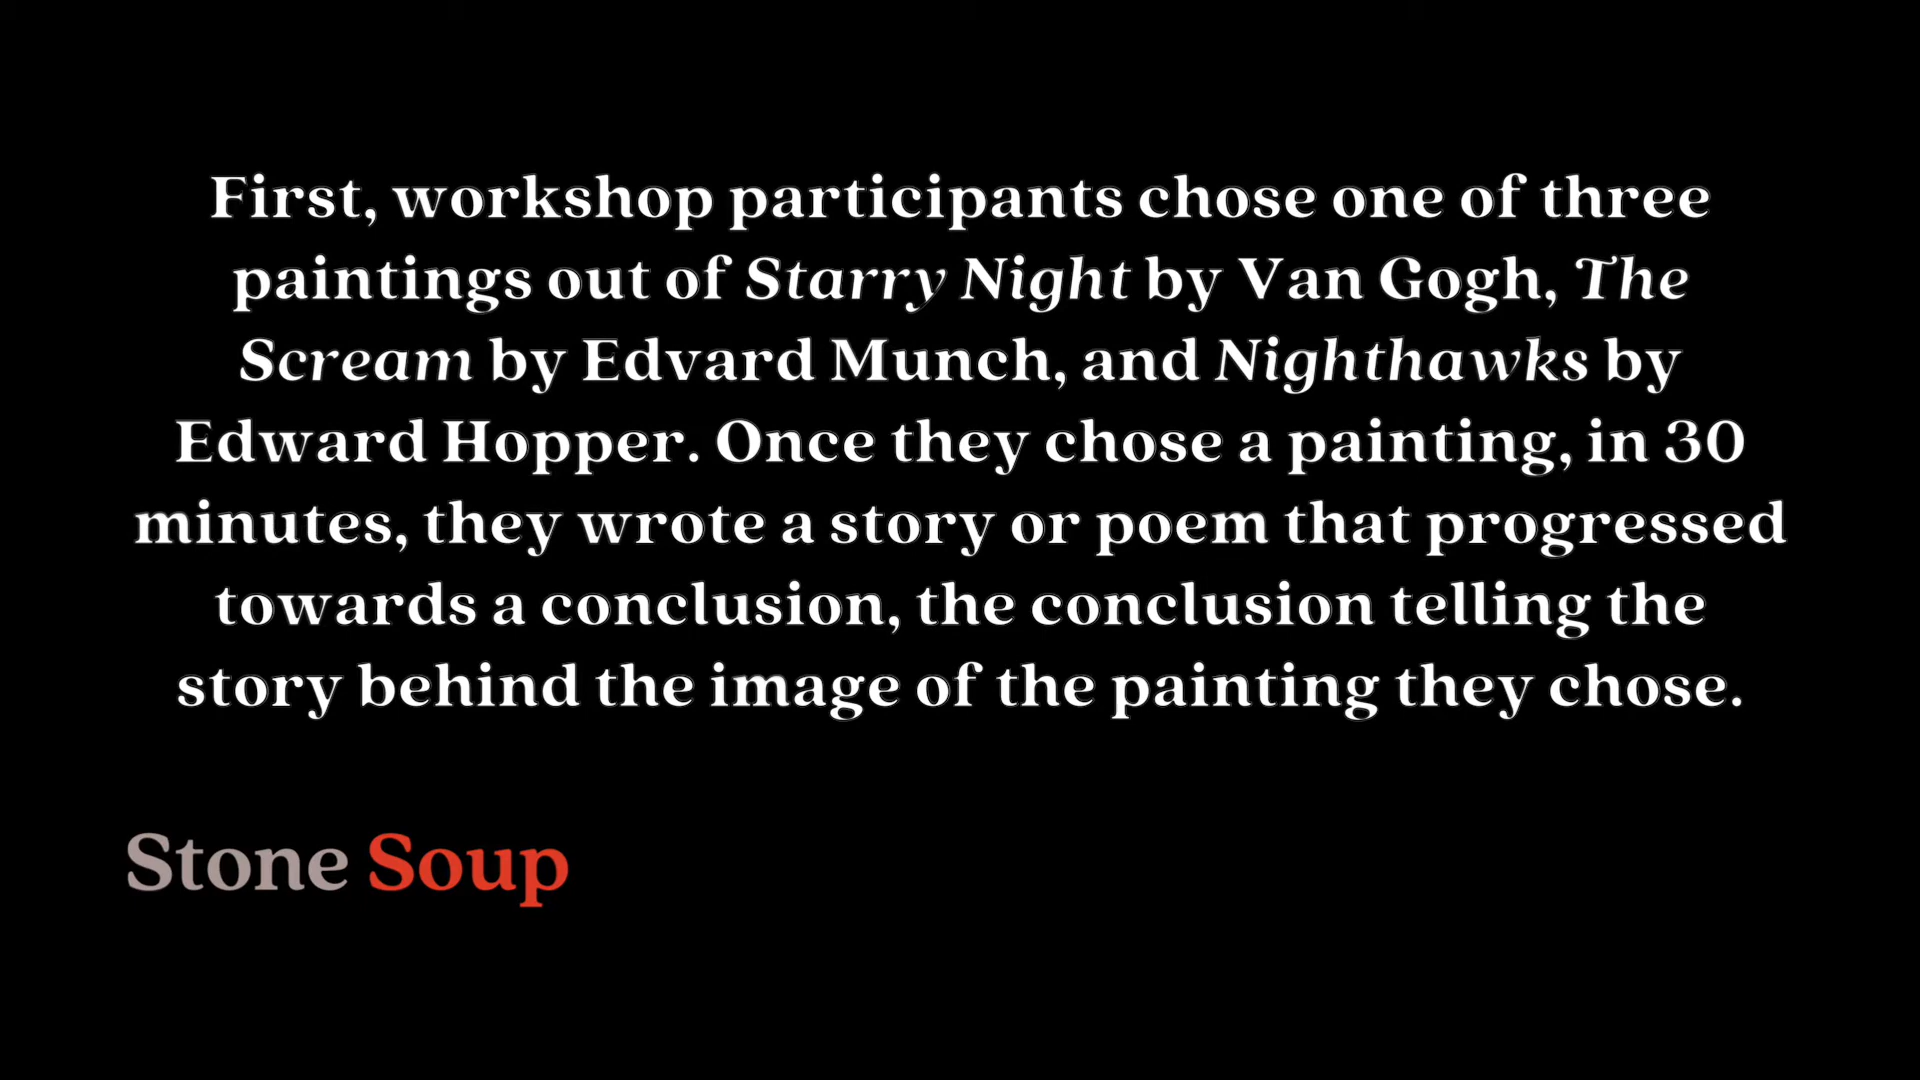 First, workshop participants chose one of three
paintings out of Starry Night by Van Gogh, The
Scream by Edvard Munch, and Nighthawks by
Edward Hopper. Once they chose a painting, in 30
minutes, they wrote a story or poem that progressed
towards a conclusion, the conclusion telling the
story behind the image of the painting they chose.
Stone Soup